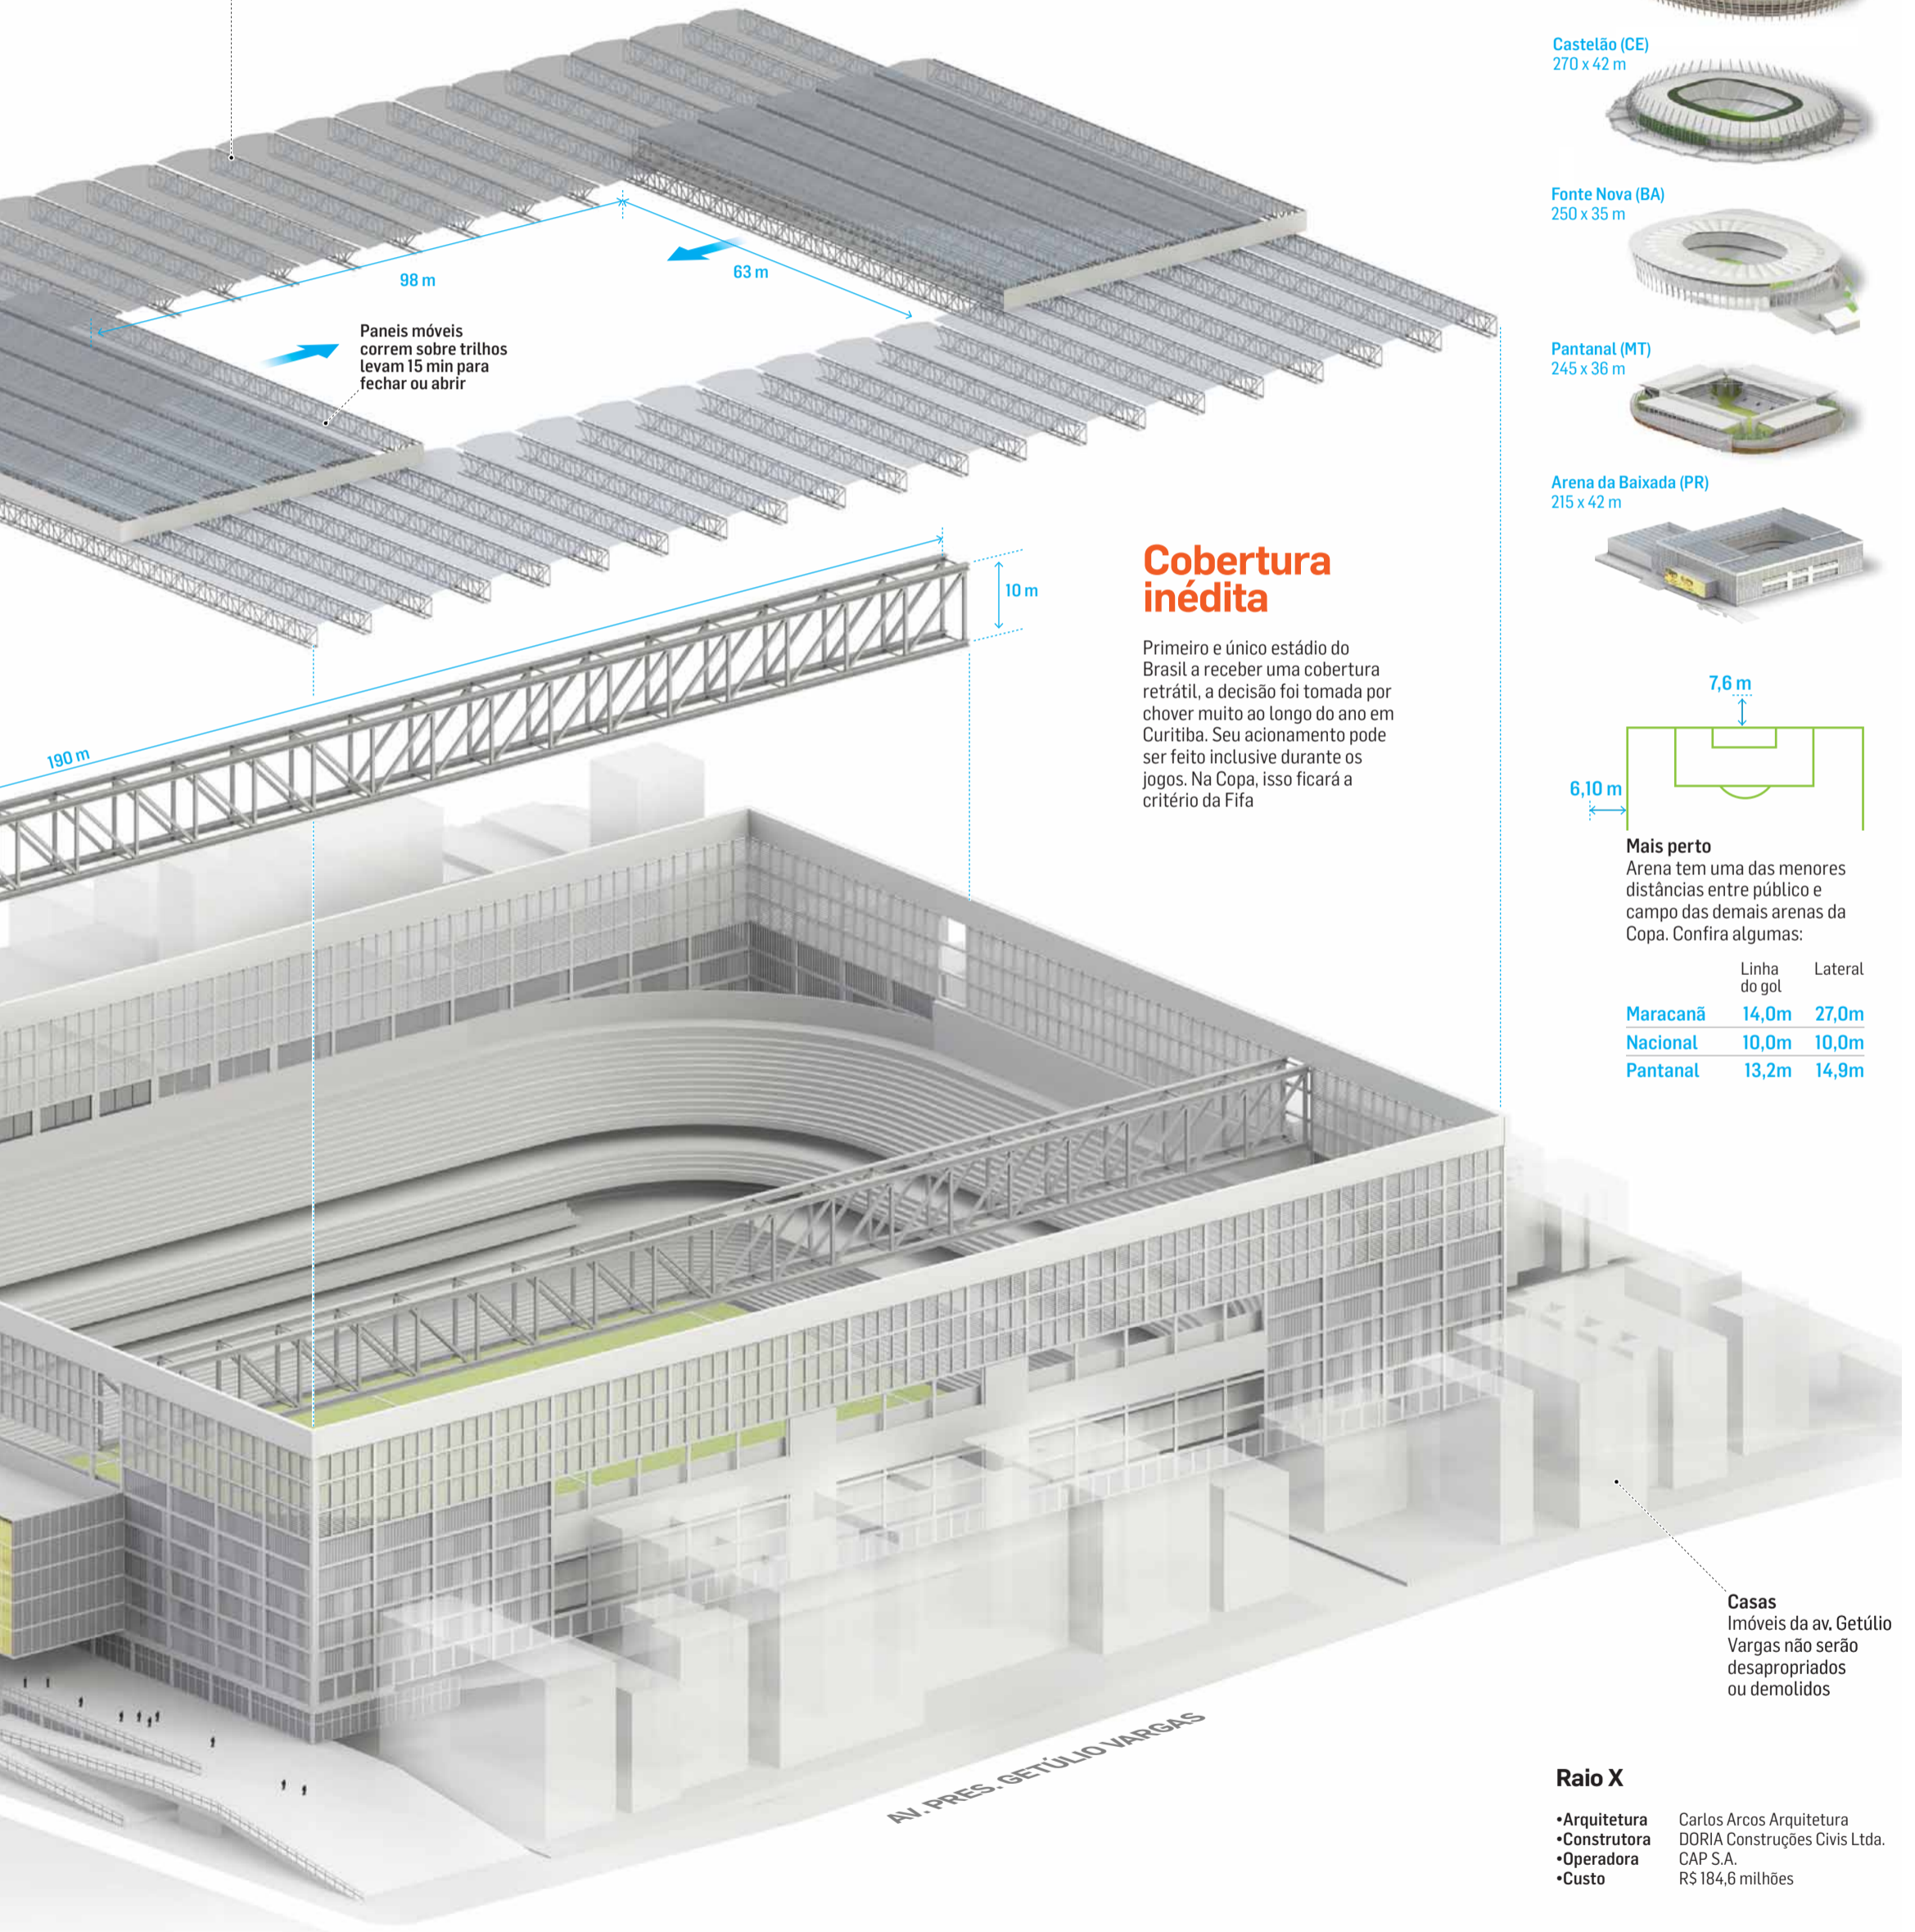 Castelão (CE)
270 x 42 m
Fonte Nova (BA)
250 x 35 m
Pantanal (MT)
245 x 36 m
Arena da Baixada (PR)
215 x 42 m
98 m
63 m
Paneis móveis
correm sobre trilhos
levam 15 min para
fechar ou abrir
190 m
10 m
Cobertura
inédita
Primeiro e único estádio do
Brasil a receber uma cobertura
retrátil, a decisão foi tomada por
chover muito ao longo do ano em
Curitiba. Seu acionamento pode
ser feito inclusive durante os
jogos. Na Copa, isso ficará a
critério da Fifa
7,6 m
6,10 m
Mais perto
Arena tem uma das menores
distâncias entre público e
campo das demais arenas da
Copa. Confira algumas:
Linha
do gol
Lateral
Maracanã 14,0m 27,0m
Nacional 10,0m 10,0m
Pantanal 13,2m 14,9m
Casas
Imóveis da av. Getúlio
Vargas não serão
desapropriados
ou demolidos
AV. PRES. GETÚLIO VARGAS
Raio X
•Arquitetura Carlos Arcos Arquitetura
•Construtora DORIA Construções Civis Ltda.
•Operadora CAP S.A.
•Custo R$ 184,6 milhões